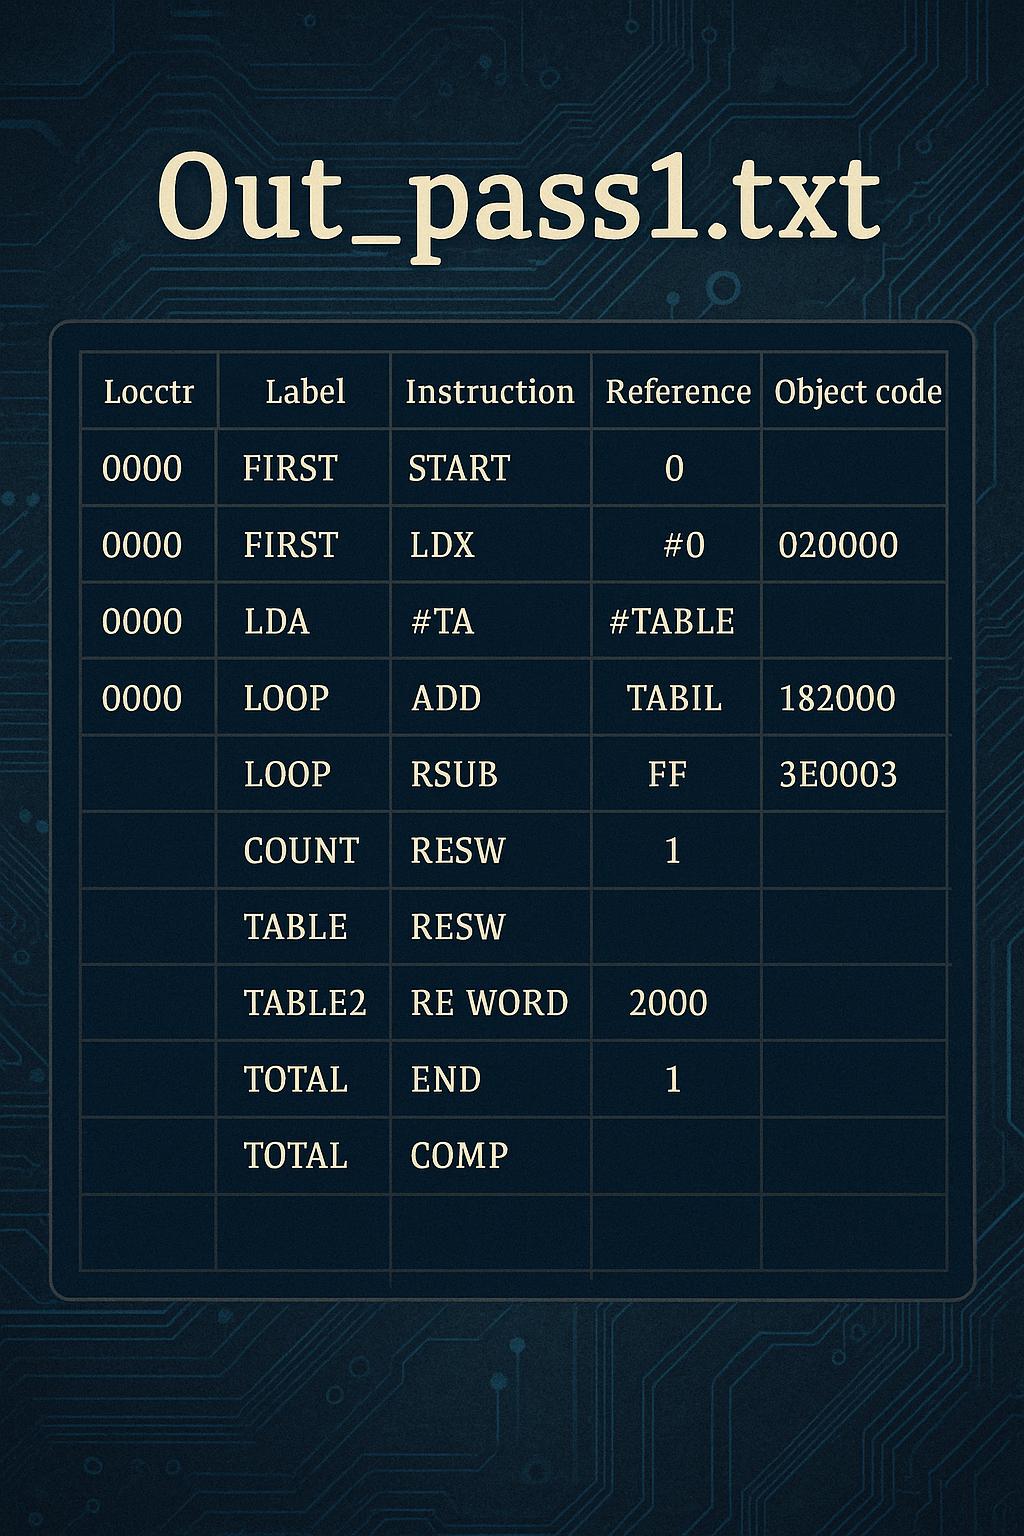 Out_pass1.txt
Locctr Label Instruction Reference Object code
0000 FIRST START 0
0000 FIRST LDX #0 020000
0000 LDA #TA #TABLE
0000 LOOP ADD TABIL 182000
LOOP RSUB FF 3E0003
COUNT RESW 1
TABLE RESW
TABLE2 RE WORD 2000
TOTAL END 1
TOTAL COMP